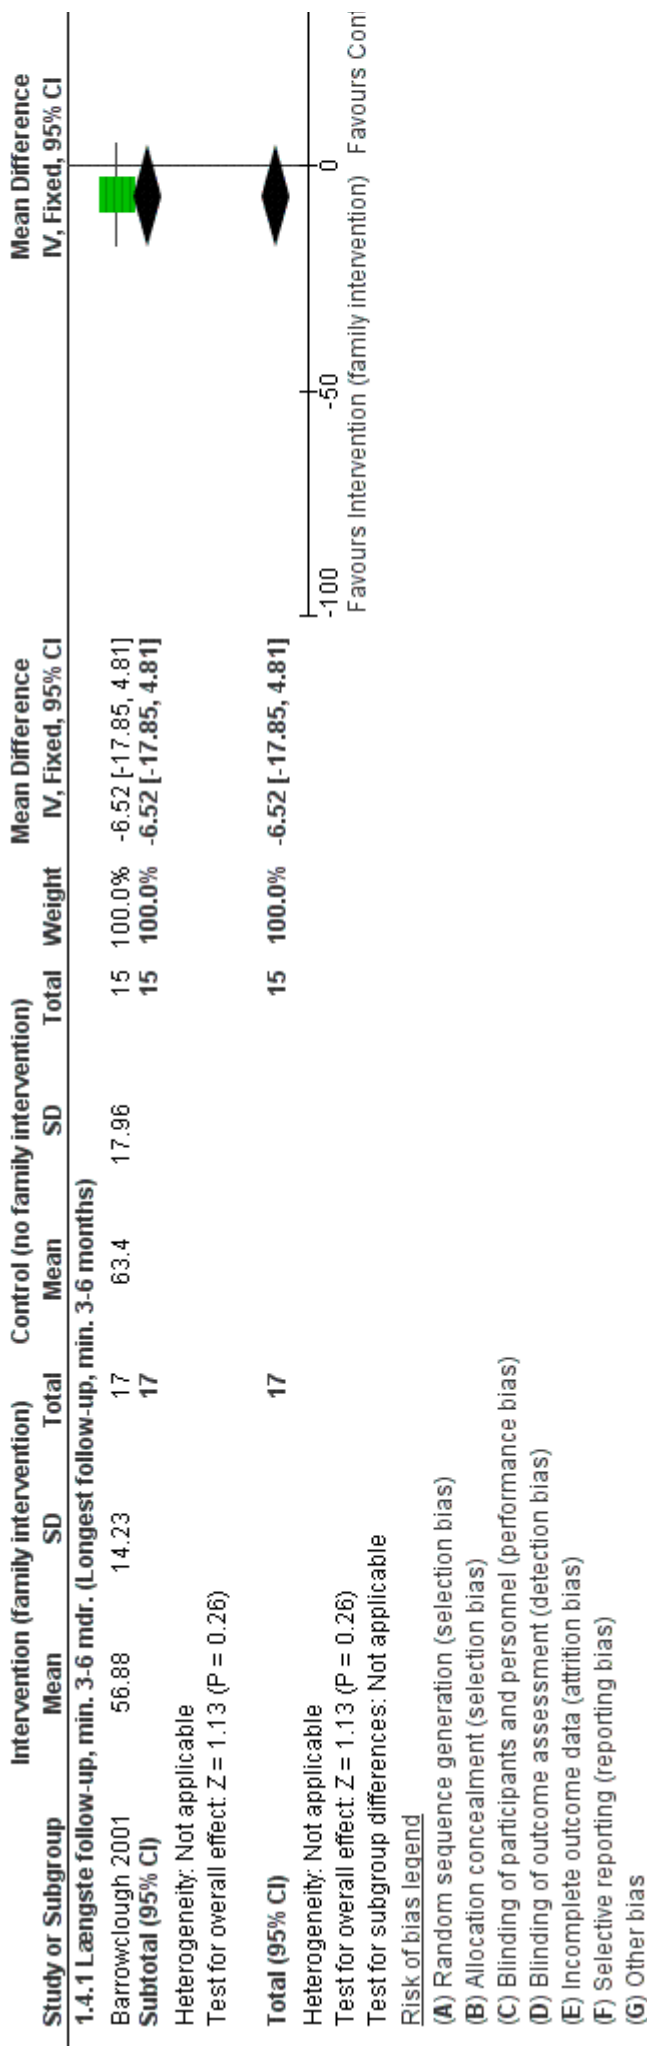 Intervention (family intervention) Control (no family intervention) Mean Difference Mean Difference
Study or Subgroup Mean SD Total Mean SD Total Weight IV, Fixed, 95% CI IV, Fixed, 95% CI
1.4.1 Længste follow-up, min. 3-6 mdr. (Longest follow-up, min. 3-6 months)
Barrowclough 2001 56.88 14.23 17 63.4 17.96 15 100.0% -6.52 [-17.85, 4.81]
Subtotal (95% CI) 17 15 100.0% -6.52 [-17.85, 4.81]
Heterogeneity: Not applicable
Test for overall effect: Z = 1.13 (P = 0.26)
Total (95% CI) 17 15 100.0% -6.52 [-17.85, 4.81]
Heterogeneity: Not applicable
Test for overall effect: Z = 1.13 (P = 0.26)
Test for subgroup differences: Not applicable
-100 -50 0
Favours Intervention (family intervention) Favours Cont
Risk of bias legend
(A) Random sequence generation (selection bias)
(B) Allocation concealment (selection bias)
(C) Blinding of participants and personnel (performance bias)
(D) Blinding of outcome assessment (detection bias)
(E) Incomplete outcome data (attrition bias)
(F) Selective reporting (reporting bias)
(G) Other bias